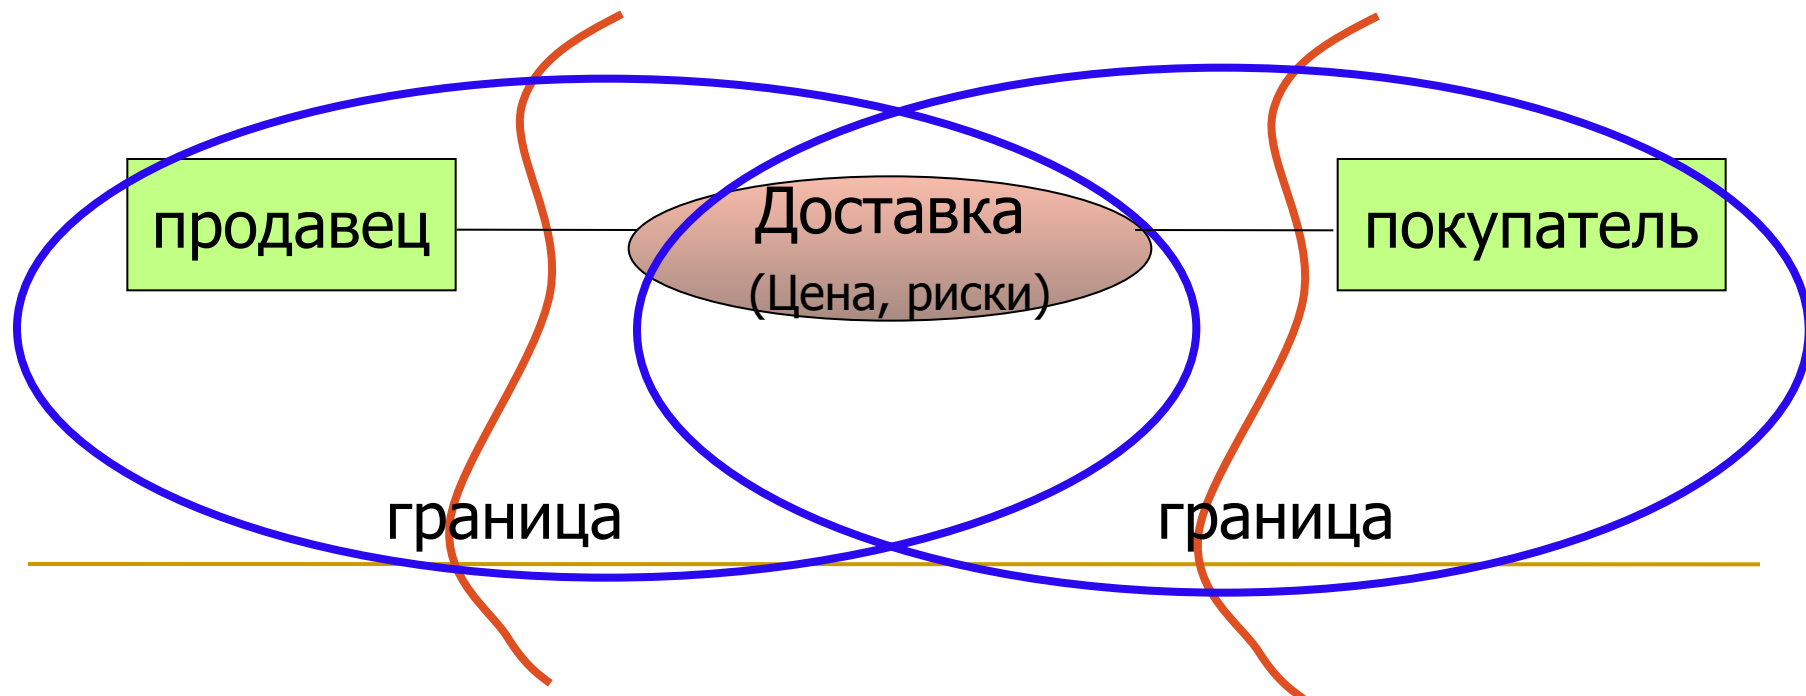 продавец
Доставка
(Цена, риски)
покупатель
граница
граница